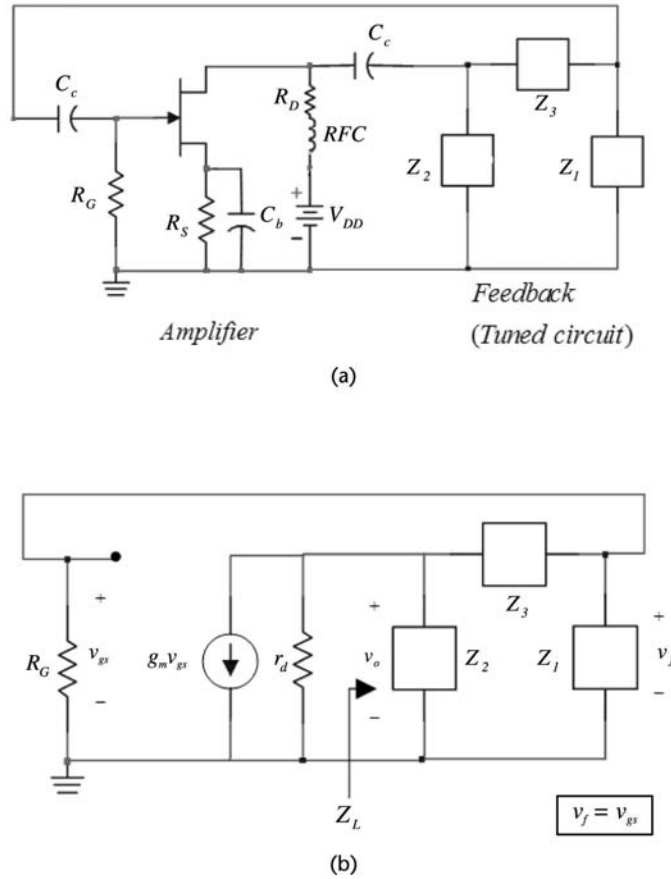 C_c
C_c
R_D
Z_3
RFC
R_G
Z_2
Z_1
+
R_S
C_b
V_DD
-
Feedback
Amplifier
(Tuned circuit)
(a)
Z_3
+
+
+
R_G
v_gs
g_m v_gs
r_d
v_o
Z_2
Z_1
-
-
-
Z_L
v_f = v_gs
(b)